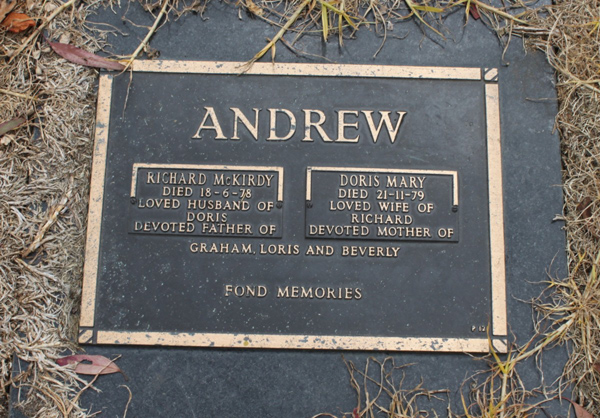 ANDREW
RICHARD McKIRDY
DIED 18-6-78
LOVED HUSBAND OF
DORIS
DEVOTED FATHER OF
DORIS MARY
DIED 21-11-79
LOVED WIFE OF
RICHARD
DEVOTED MOTHER OF
GRAHAM, LORIS AND BEVERLY
FOND MEMORIES